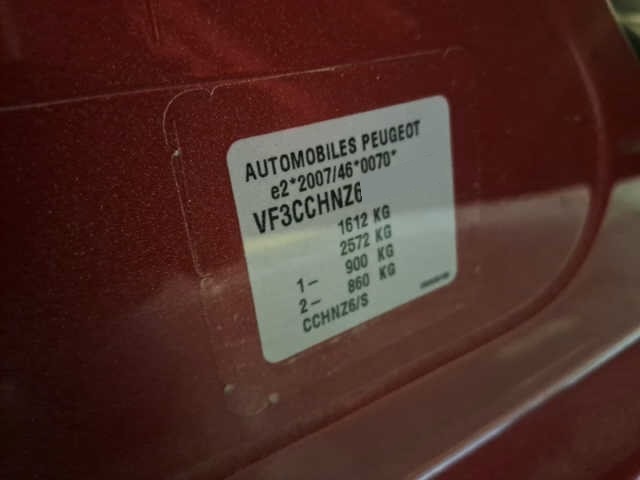 AUTOMOBILES PEUGEOT
e2*2007/46*0070*
VF3CCHNZ6
1612 KG
2572 KG
1- 900 KG
2- 860 KG
CCHNZ6/S